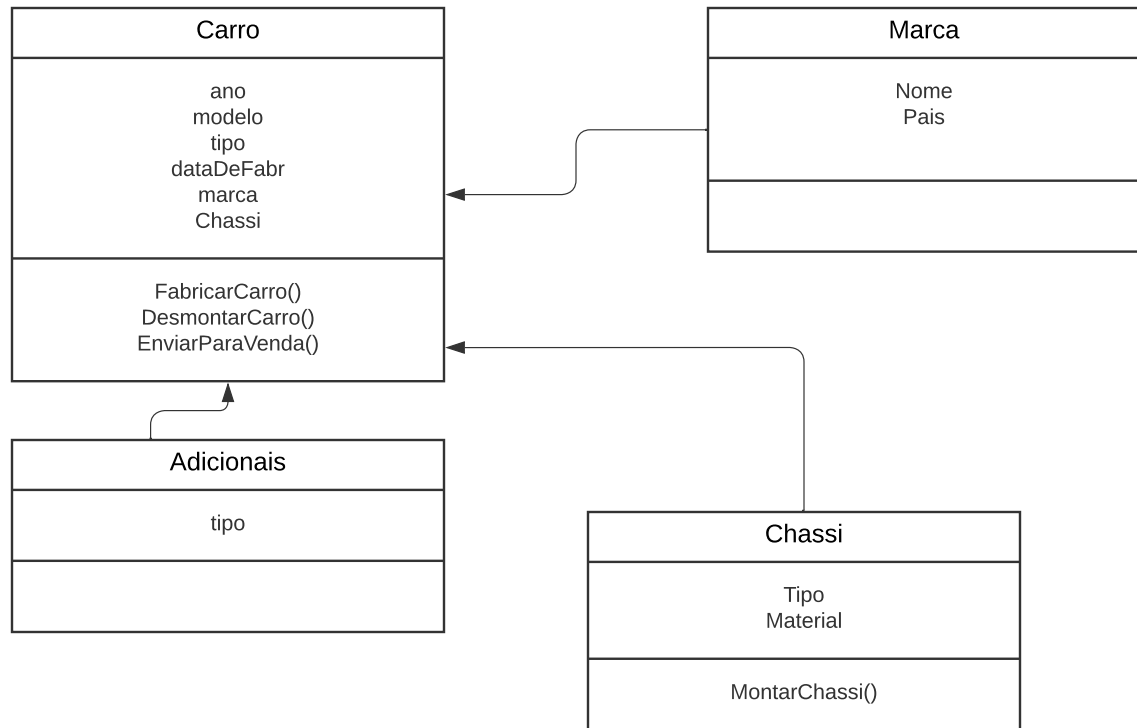 Carro
ano
modelo
tipo
dataDeFabr
marca
Chassi
FabricarCarro()
DesmontarCarro()
EnviarParaVenda()
Marca
Nome
Pais
Adicionais
tipo
Chassi
Tipo
Material
MontarChassi()